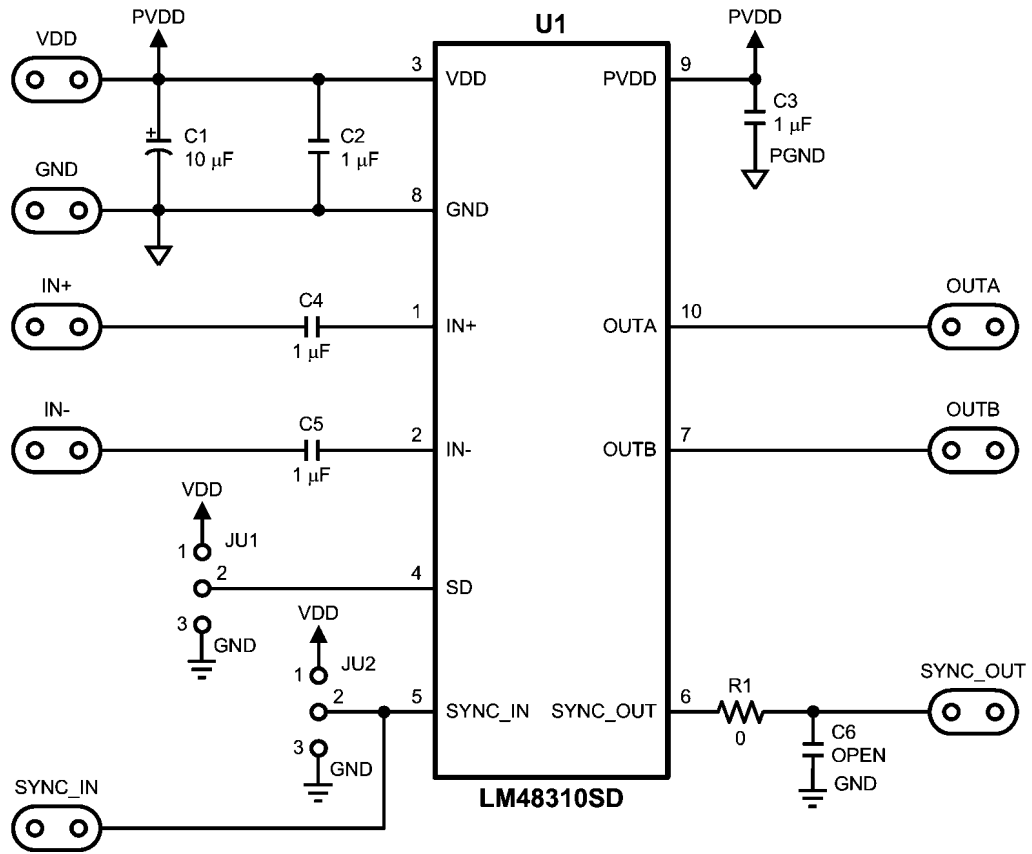 PVDD
U1
PVDD
VDD
3
VDD
PVDD
9
C3
1 µF
+
C1
10 µF
C2
1 µF
PGND
GND
8
GND
IN+
C4
1
IN+
1 µF
OUTA
10
OUTA
IN-
C5
2
IN-
1 µF
OUTB
7
OUTB
VDD
1
JU1
2
3
GND
4
SD
VDD
1
JU2
2
3
GND
5
SYNC_IN
SYNC_OUT
6
R1
0
SYNC_OUT
C6
OPEN
GND
SYNC_IN
LM48310SD